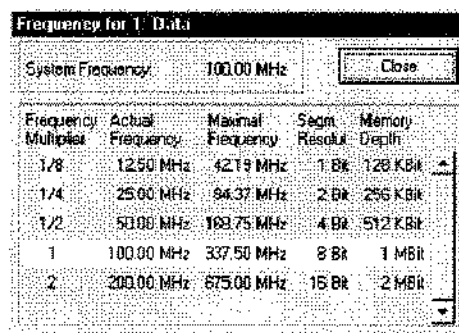 Frequency for 1: Data
System Frequency: 100.00 MHz Close
Frequency Actual Maximal Segm. Memory
Multiplier Frequency Frequency Resolut Depth
1/8 12.50 MHz 42.19 MHz 1 Bit 128 KBit
1/4 25.00 MHz 84.37 MHz 2 Bit 256 KBit
1/2 50.00 MHz 168.75 MHz 4 Bit 512 KBit
1 100.00 MHz 337.50 MHz 8 Bit 1 MBit
2 200.00 MHz 675.00 MHz 16 Bit 2 MBit